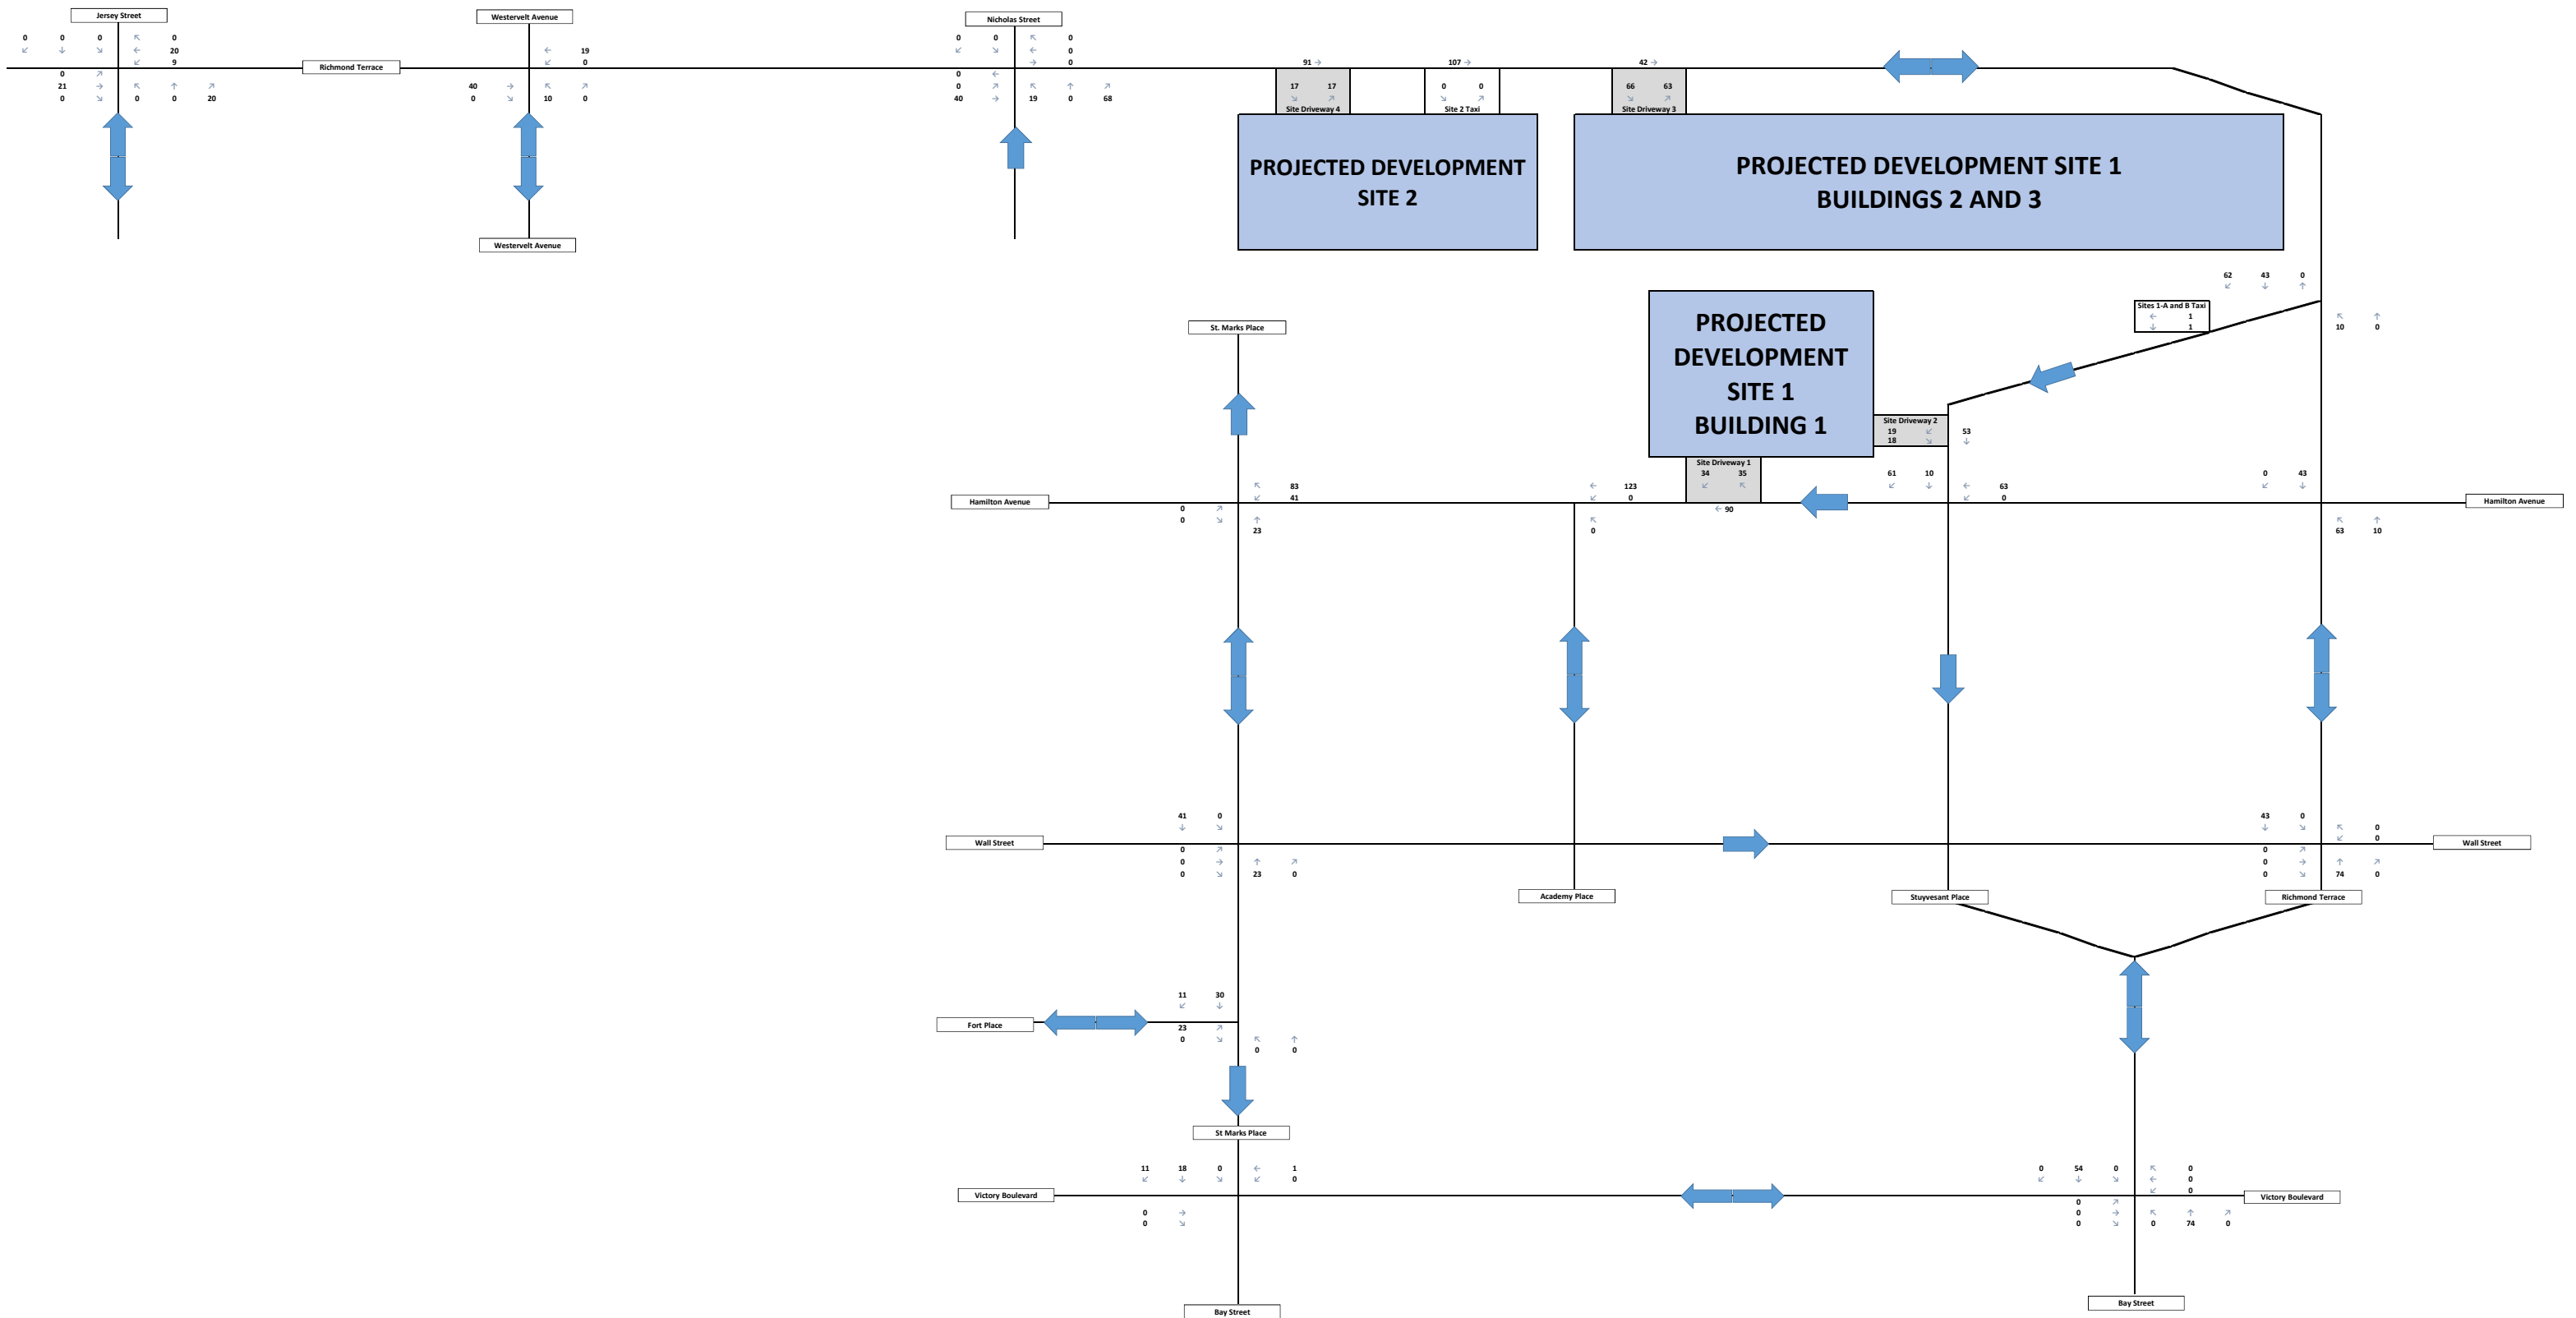 Jersey Street
Westervelt Avenue
Nicholas Street
0 0 0 ↖ 0
↙ ↓ ↘ ← 20
↙ 9
0 ↗
21 → ↖ ↑ ↗
0 ↘ 0 0 20
Richmond Terrace
← 19
↙ 0
40 → ↖ ↗
0 ↘ 10 0
Westervelt Avenue
0 0 ↖ 0
↙ ↘ ← 0
→ 0
0 ←
0 ↗ ↖ ↑ ↗
40 → 19 0 68
91 →
17 17
↘ ↗
Site Driveway 4
107 →
0 0
↘ ↗
Site 2 Taxi
42 →
66 63
↘ ↗
Site Driveway 3
PROJECTED DEVELOPMENT
SITE 2
PROJECTED DEVELOPMENT SITE 1
BUILDINGS 2 AND 3
62 43 0
↙ ↓ ↑
Sites 1-A and B Taxi
← 1
↓ 1
↖ ↑
10 0
St. Marks Place
PROJECTED
DEVELOPMENT
SITE 1
BUILDING 1
Site Driveway 2
19 ↙ 53
18 ↘ ↓
Site Driveway 1
34 35
↙ ↖
← 90
Hamilton Avenue
↖ 83
↙ 41
0 ↗
0 ↘ ↑
23
← 123
↙ 0
↖
0
61 10
↙ ↓ ← 63
↙ 0
0 43
↙ ↓
↖ ↑
63 10
Hamilton Avenue
Wall Street
41 0
↓ ↘
0 ↗
0 → ↑ ↗
0 ↘ 23 0
43 0
↓ ↘ ↖ 0
↙ 0
0 ↗
0 → ↑ ↗
0 ↘ 74 0
Wall Street
Academy Place
Stuyvesant Place
Richmond Terrace
Fort Place
11 30
↙ ↓
23 ↗
0 ↘ ↖ ↑
0 0
St Marks Place
Victory Boulevard
11 18 0 ← 1
↙ ↓ ↘ ↙ 0
0 →
0 ↘
0 54 0 ↖ 0
↙ ↓ ↘ ← 0
↙ 0
0 ↗
0 → ↖ ↑ ↗
0 ↘ 0 74 0
Victory Boulevard
Bay Street
Bay Street